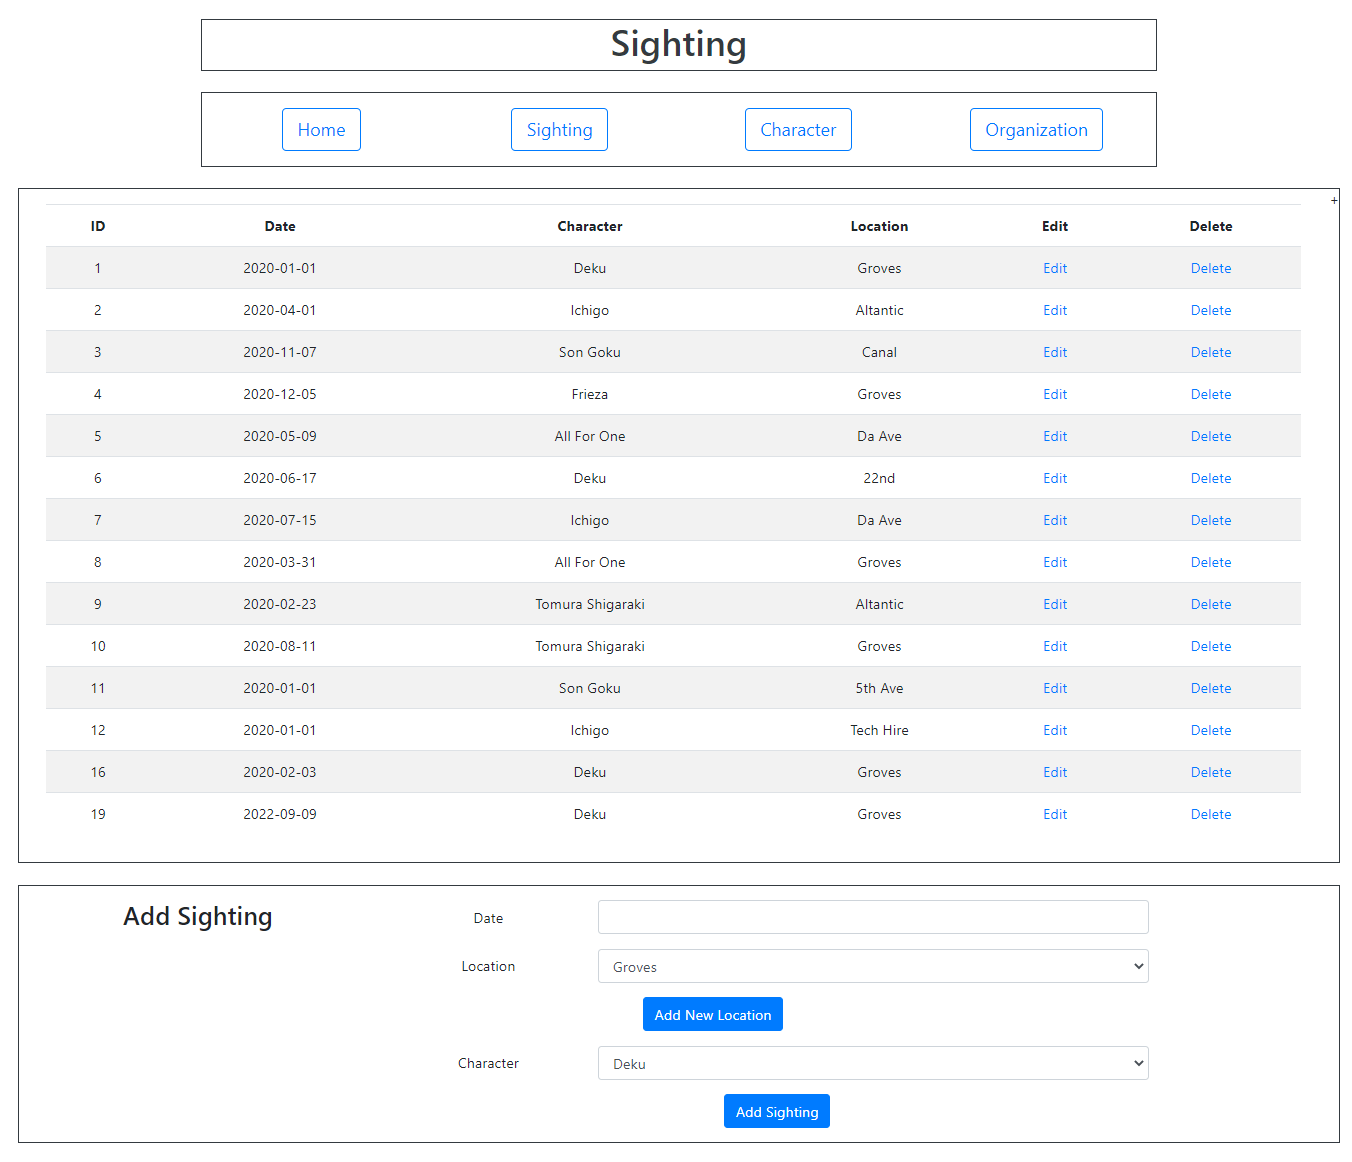 Sighting
Home Sighting Character Organization
+
ID Date Character Location Edit Delete
1 2020-01-01 Deku Groves Edit Delete
2 2020-04-01 Ichigo Altantic Edit Delete
3 2020-11-07 Son Goku Canal Edit Delete
4 2020-12-05 Frieza Groves Edit Delete
5 2020-05-09 All For One Da Ave Edit Delete
6 2020-06-17 Deku 22nd Edit Delete
7 2020-07-15 Ichigo Da Ave Edit Delete
8 2020-03-31 All For One Groves Edit Delete
9 2020-02-23 Tomura Shigaraki Altantic Edit Delete
10 2020-08-11 Tomura Shigaraki Groves Edit Delete
11 2020-01-01 Son Goku 5th Ave Edit Delete
12 2020-01-01 Ichigo Tech Hire Edit Delete
16 2020-02-03 Deku Groves Edit Delete
19 2022-09-09 Deku Groves Edit Delete
Add Sighting Date
Location Groves
Add New Location
Character Deku
Add Sighting